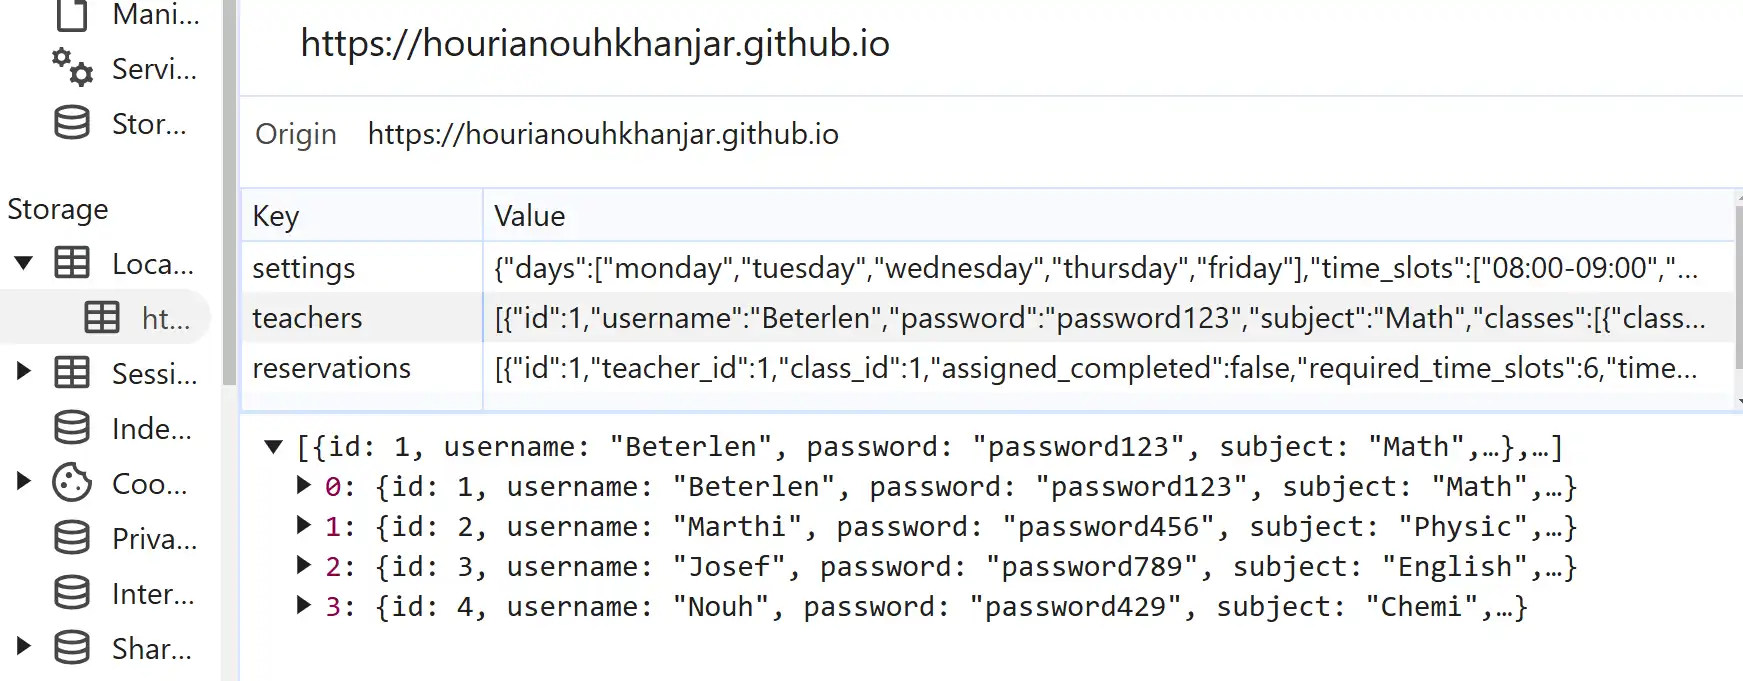 Mani...
Servi...
Stor...
Storage
Loca...
ht...
Sessi...
Inde...
Coo...
Priva...
Inter...
Shar...
https://hourianouhkhanjar.github.io
Origin https://hourianouhkhanjar.github.io
Key Value
settings {"days":["monday","tuesday","wednesday","thursday","friday"],"time_slots":["08:00-09:00","...
teachers [{"id":1,"username":"Beterlen","password":"password123","subject":"Math","classes":[{"class...
reservations [{"id":1,"teacher_id":1,"class_id":1,"assigned_completed":false,"required_time_slots":6,"time...
[{id: 1, username: "Beterlen", password: "password123", subject: "Math",…},…]
0: {id: 1, username: "Beterlen", password: "password123", subject: "Math",…}
1: {id: 2, username: "Marthi", password: "password456", subject: "Physic",…}
2: {id: 3, username: "Josef", password: "password789", subject: "English",…}
3: {id: 4, username: "Nouh", password: "password429", subject: "Chemi",…}